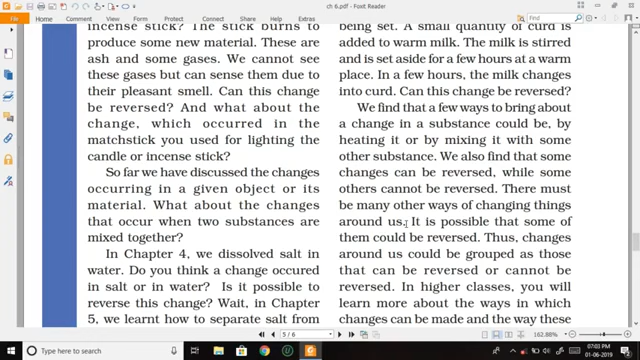 ch 6.pdf - Foxit Reader
File
Home
Comment
View
Form
Protect
Share
Help
Tutorial
Find
incense stick? The stick burns to
produce some new material. These are
ash and some gases. We cannot see
these gases but can sense them due to
their pleasant smell. Can this change
be reversed? And what about the
change, which occurred in the
matchstick you used for lighting the
candle or incense stick?
So far we have discussed the changes
occurring in a given object or its
material. What about the changes
that occur when two substances are
mixed together?
In Chapter 4, we dissolved salt in
water. Do you think a change occured
in salt or in water? Is it possible to
reverse this change? Wait, in Chapter
5, we learnt how to separate salt from
being set. A small quantity of curd is
added to warm milk. The milk is stirred
and is set aside for a few hours at a warm
place. In a few hours, the milk changes
into curd. Can this change be reversed?
We find that a few ways to bring about
a change in a substance could be, by
heating it or by mixing it with some
other substance. We also find that some
changes can be reversed, while some
others cannot be reversed. There must
be many other ways of changing things
around us. It is possible that some of
them could be reversed. Thus, changes
around us could be grouped as those
that can be reversed or cannot be
reversed. In higher classes, you will
learn more about the ways in which
changes can be made and the way these
5 / 6
162.88%
Type here to search
07:03 PM
01-06-2019